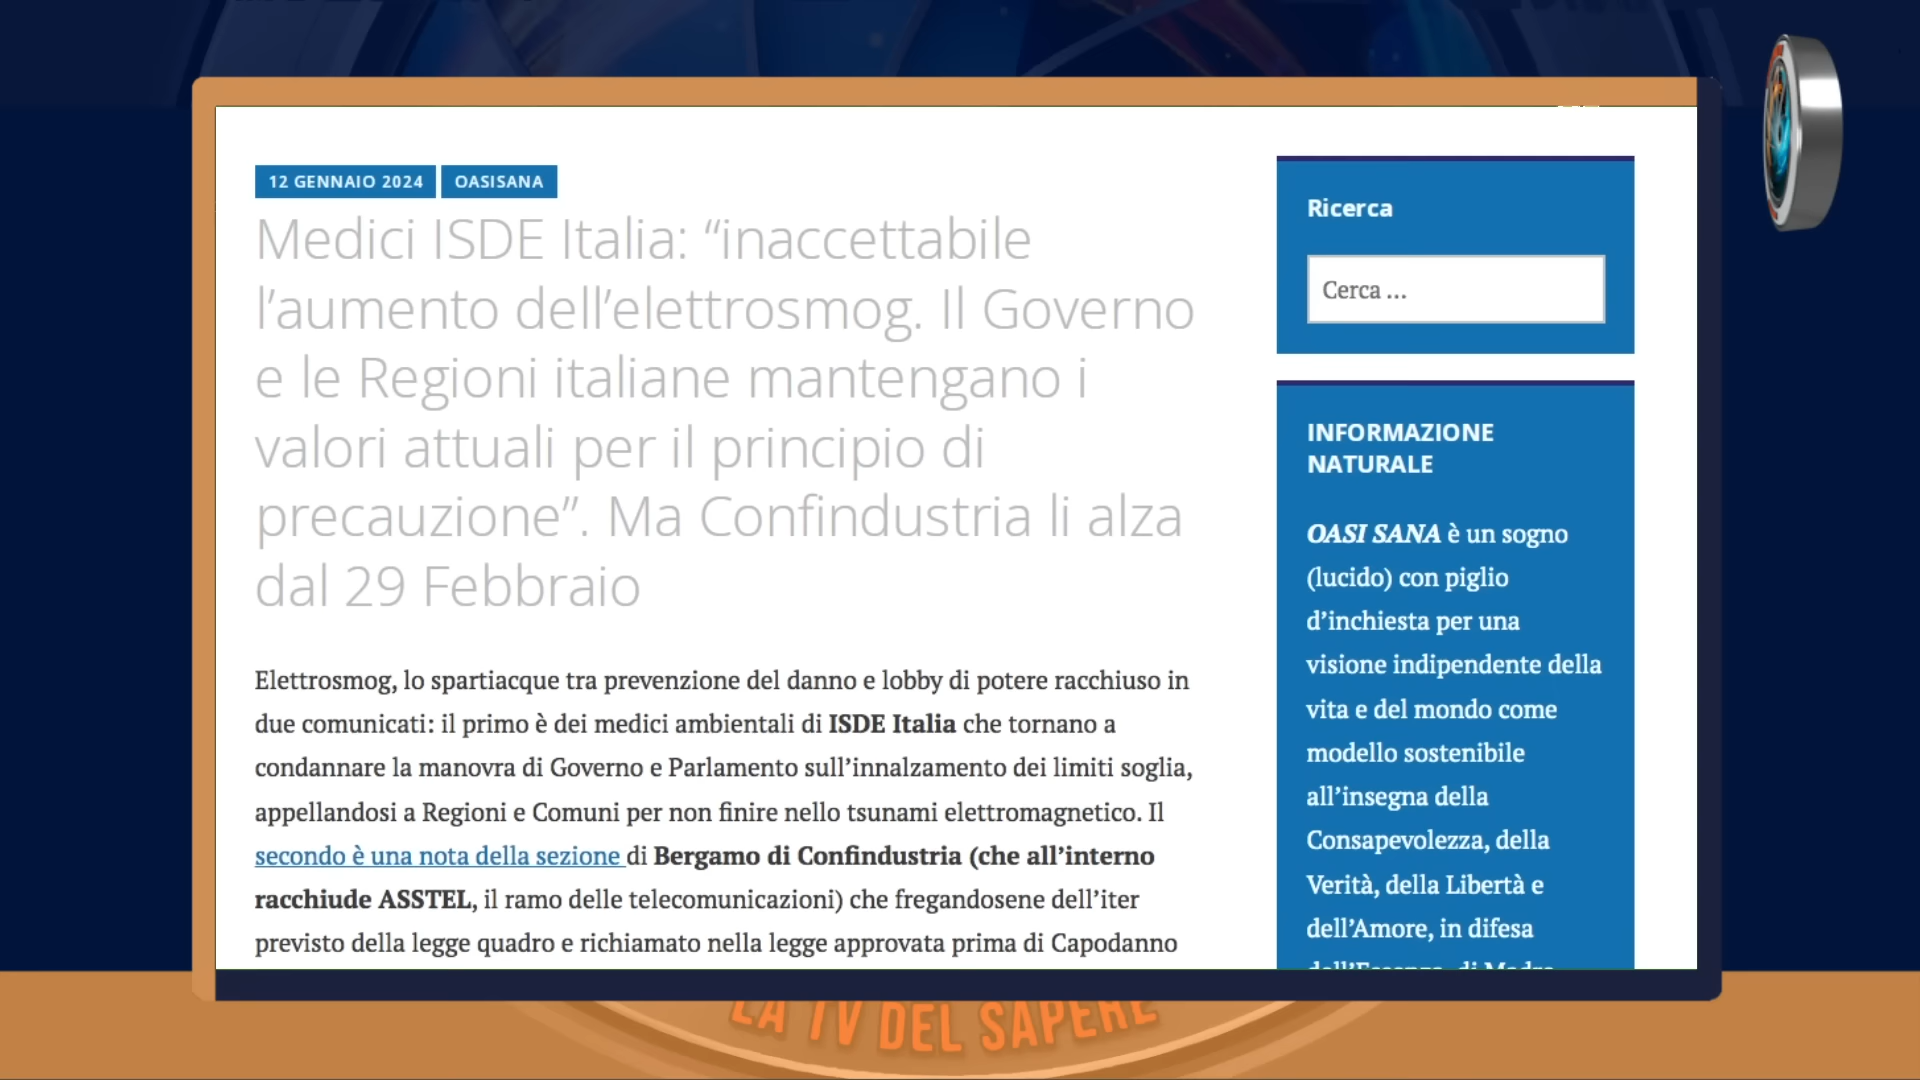 12 GENNAIO 2024
OASISANA
Medici ISDE Italia: “inaccettabile
l’aumento dell’elettrosmog. Il Governo
e le Regioni italiane mantengano i
valori attuali per il principio di
precauzione”. Ma Confindustria li alza
dal 29 Febbraio
Elettrosmog, lo spartiacque tra prevenzione del danno e lobby di potere racchiuso in
due comunicati: il primo è dei medici ambientali di ISDE Italia che tornano a
condannare la manovra di Governo e Parlamento sull’innalzamento dei limiti soglia,
appellandosi a Regioni e Comuni per non finire nello tsunami elettromagnetico. Il
secondo è una nota della sezione di Bergamo di Confindustria (che all’interno
racchiude ASSTEL, il ramo delle telecomunicazioni) che fregandosene dell’iter
previsto della legge quadro e richiamato nella legge approvata prima di Capodanno
Ricerca
Cerca …
INFORMAZIONE
NATURALE
OASI SANA è un sogno
(lucido) con piglio
d’inchiesta per una
visione indipendente della
vita e del mondo come
modello sostenibile
all’insegna della
Consapevolezza, della
Verità, della Libertà e
dell’Amore, in difesa
LA TV DEL SAPERE